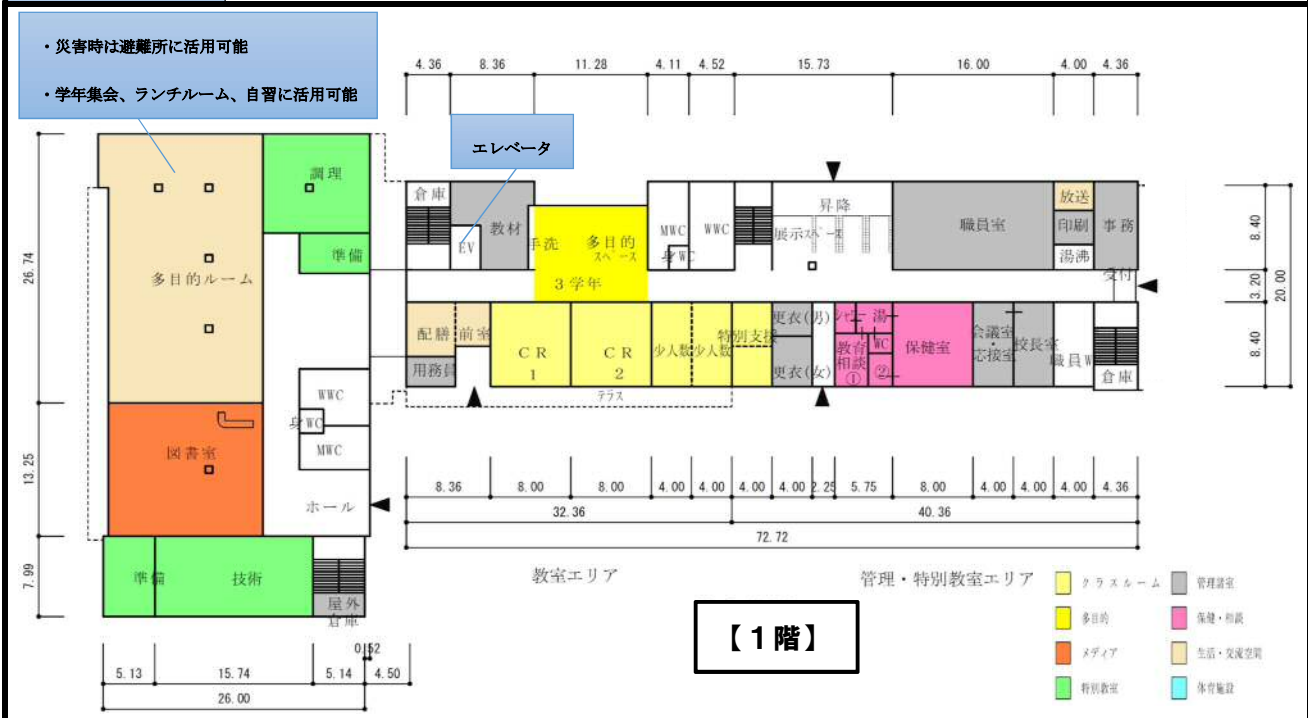 ・災害時は避難所に活用可能
・学年集会、ランチルーム、自習に活用可能
エレベータ
4.36
8.36
11.28
4.11
4.52
15.73
16.00
4.00
4.36
調理
準備
多目的ルーム
26.74
倉庫
EV
教材
手洗
多目的
スペース
3学年
MWC
WWC
身WC
昇降
展示スペース
職員室
放送
印刷
湯沸
事務
受付
8.40
3.20
8.40
20.00
配膳
前室
用務員
CR
1
CR
2
少人数
少人数
特別支援
更衣(男)
更衣(女)
シャワー
湯
教育
相談
①
WC
②
保健室
会議室
・
応接室
校長室
職員W
倉庫
テラス
WWC
身WC
MWC
図書室
ホール
13.25
7.99
準備
技術
屋外
倉庫
8.36
8.00
8.00
4.00
4.00
4.00
4.00
2.25
5.75
8.00
4.00
4.00
4.00
4.36
32.36
40.36
72.72
教室エリア
管理・特別教室エリア
【1階】
0.52
5.13
15.74
5.14
4.50
26.00
クラスルーム
多目的
メディア
特別教室
管理諸室
保健・相談
生活・交流空間
体育施設